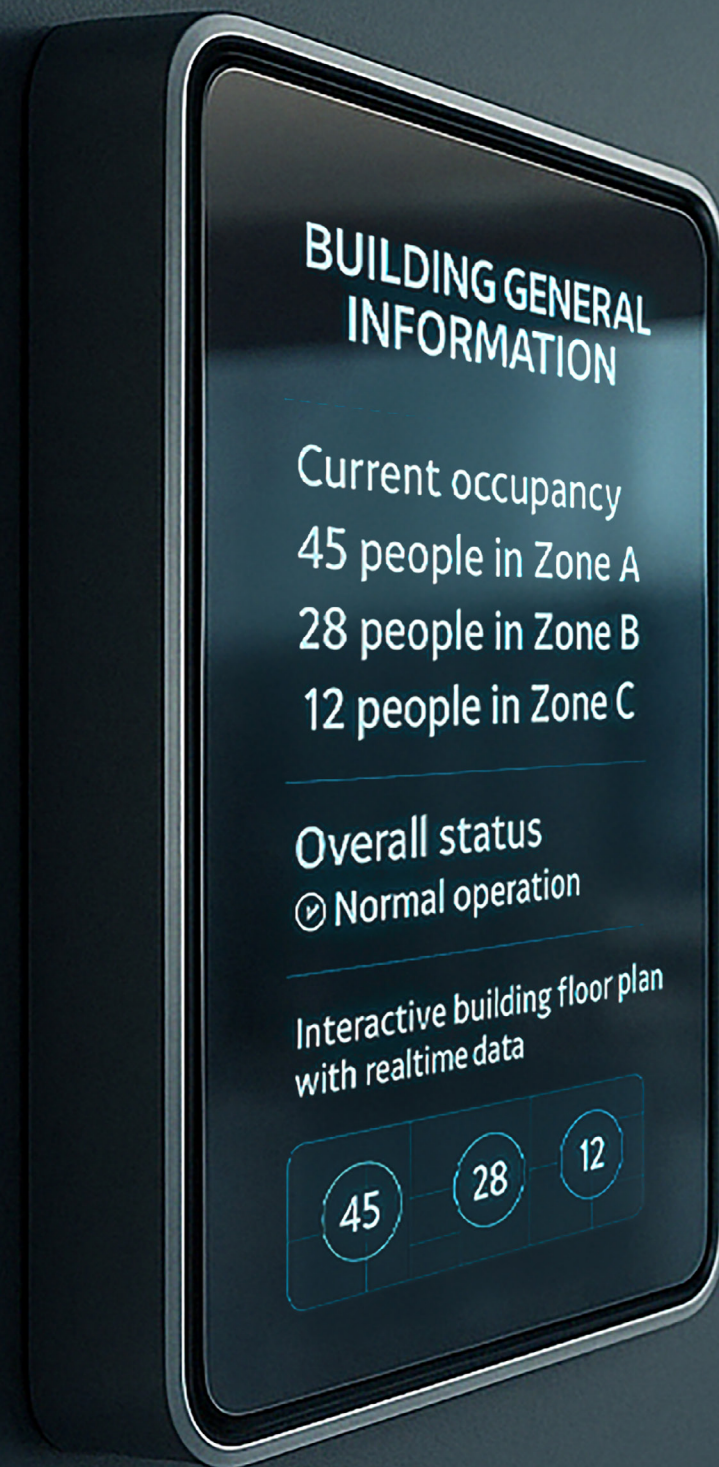 BUILDING GENERAL
INFORMATION
Current occupancy
45 people in Zone A
28 people in Zone B
12 people in Zone C
Overall status
Normal operation
Interactive building floor plan
with realtime data
45 28 12